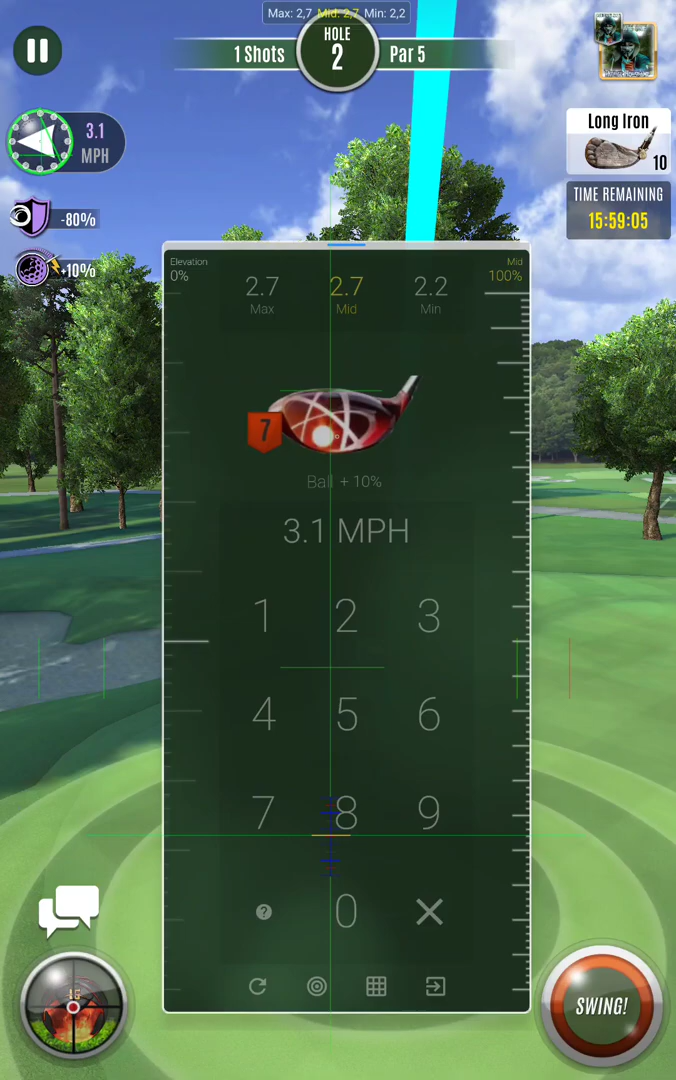 Max: 2,7 Mid: 2,7 Min: 2,2
HOLE
1 Shots 2 Par 5
3.1
MPH
Long Iron
10
TIME REMAINING
15:59:05
-80%
+10%
Elevation
0%
Mid
100%
2.7 2.7 2.2
Max Mid Min
7
Ball + 10%
3.1 MPH
1 2 3
4 5 6
7 8 9
? 0
SWING!